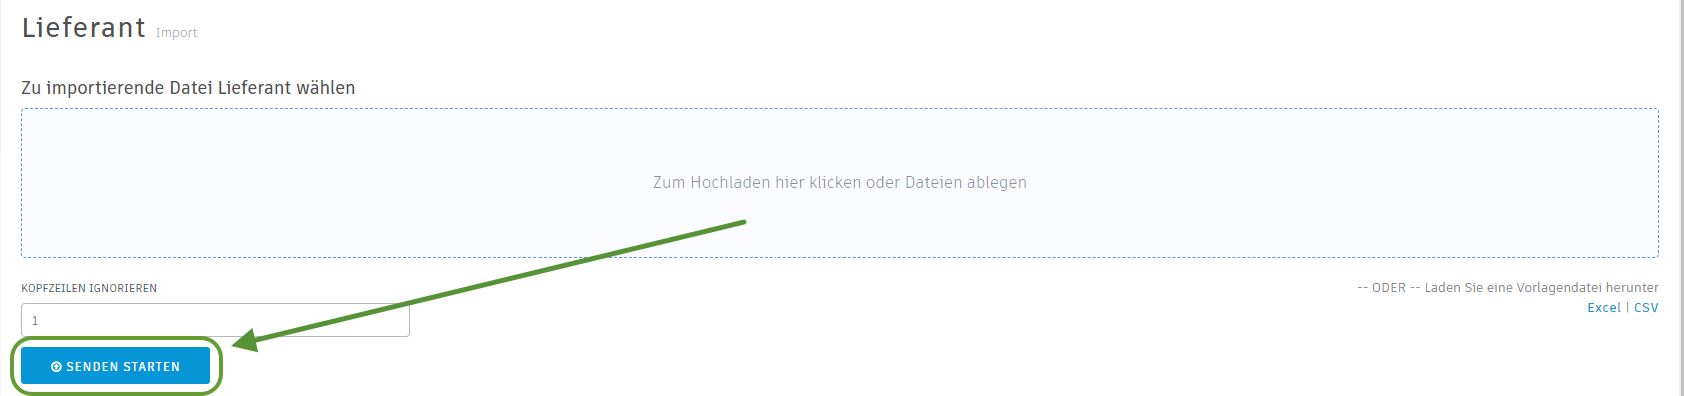 Lieferant Import
Zu importierende Datei Lieferant wählen
Zum Hochladen hier klicken oder Dateien ablegen
KOPFZEILEN IGNORIEREN
-- ODER -- Laden Sie eine Vorlagendatei herunter
Excel | CSV
1
SENDEN STARTEN